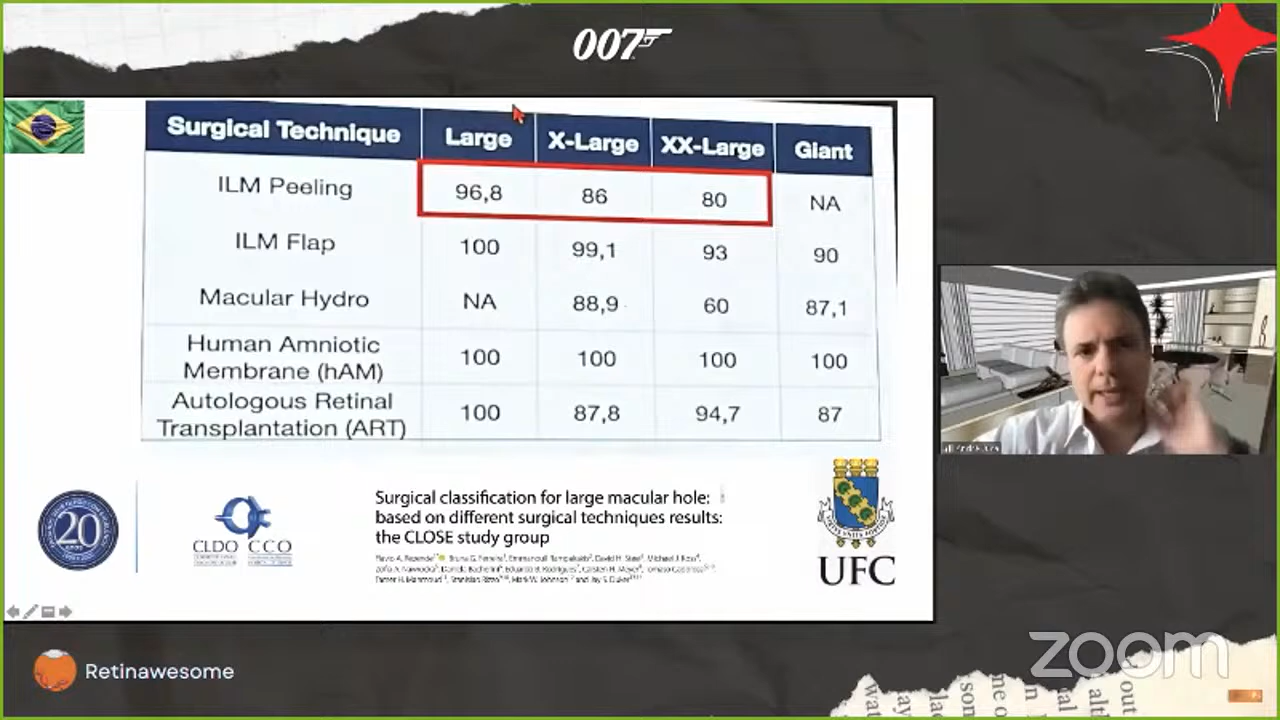 007
Surgical Technique Large X-Large XX-Large Giant
ILM Peeling 96,8 86 80 NA
ILM Flap 100 99,1 93 90
Macular Hydro NA 88,9 60 87,1
Human Amniotic
Membrane (hAM) 100 100 100 100
Autologous Retinal
Transplantation (ART) 100 87,8 94,7 87
20
CLDO CCO
Surgical classification for large macular hole:
based on different surgical techniques results:
the CLOSE study group
UFC
Retinawesome
zoom